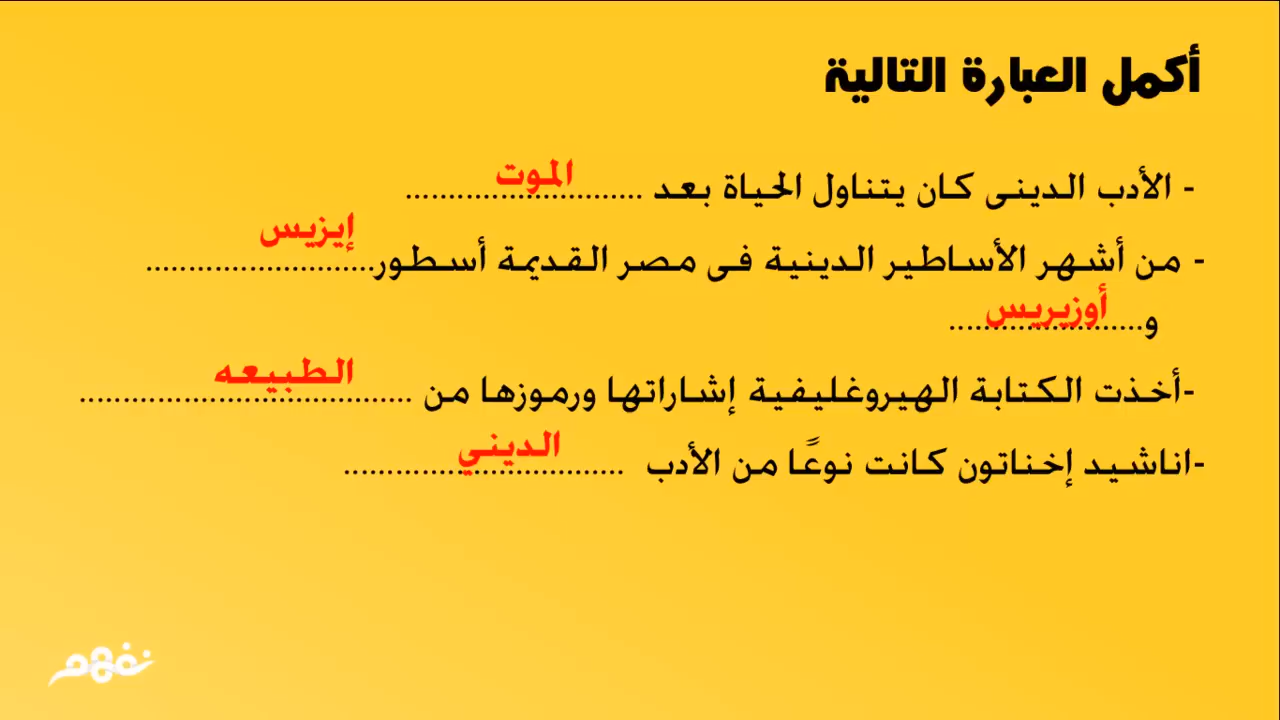 أكمل العبارة التالية
- الأدب الدينى كان يتناول الحياة بعد ......الموت......
- من أشهر الأساطير الدينية فى مصر القديمة أسطور......إيزيس......
و......أوزيريس......
-أخذت الكتابة الهيروغليفية إشاراتها ورموزها من ......الطبيعه......
-اناشيد إخناتون كانت نوعًا من الأدب ......الديني......
نفهم